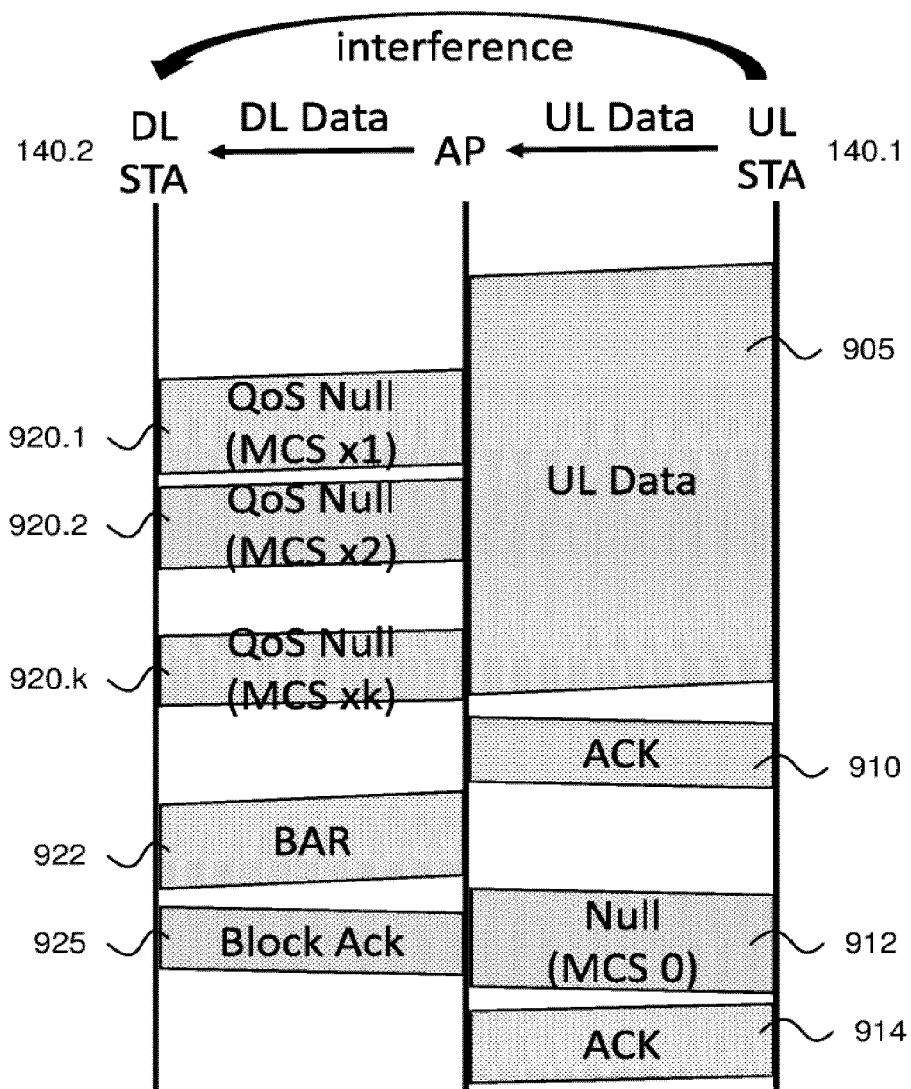 interference
DL Data
UL Data
140.2
DL
STA
AP
UL
STA
140.1
905
QoS Null
(MCS x1)
920.1
UL Data
QoS Null
(MCS x2)
920.2
QoS Null
(MCS xk)
920.k
ACK
910
BAR
922
Null
(MCS 0)
912
Block Ack
925
ACK
914